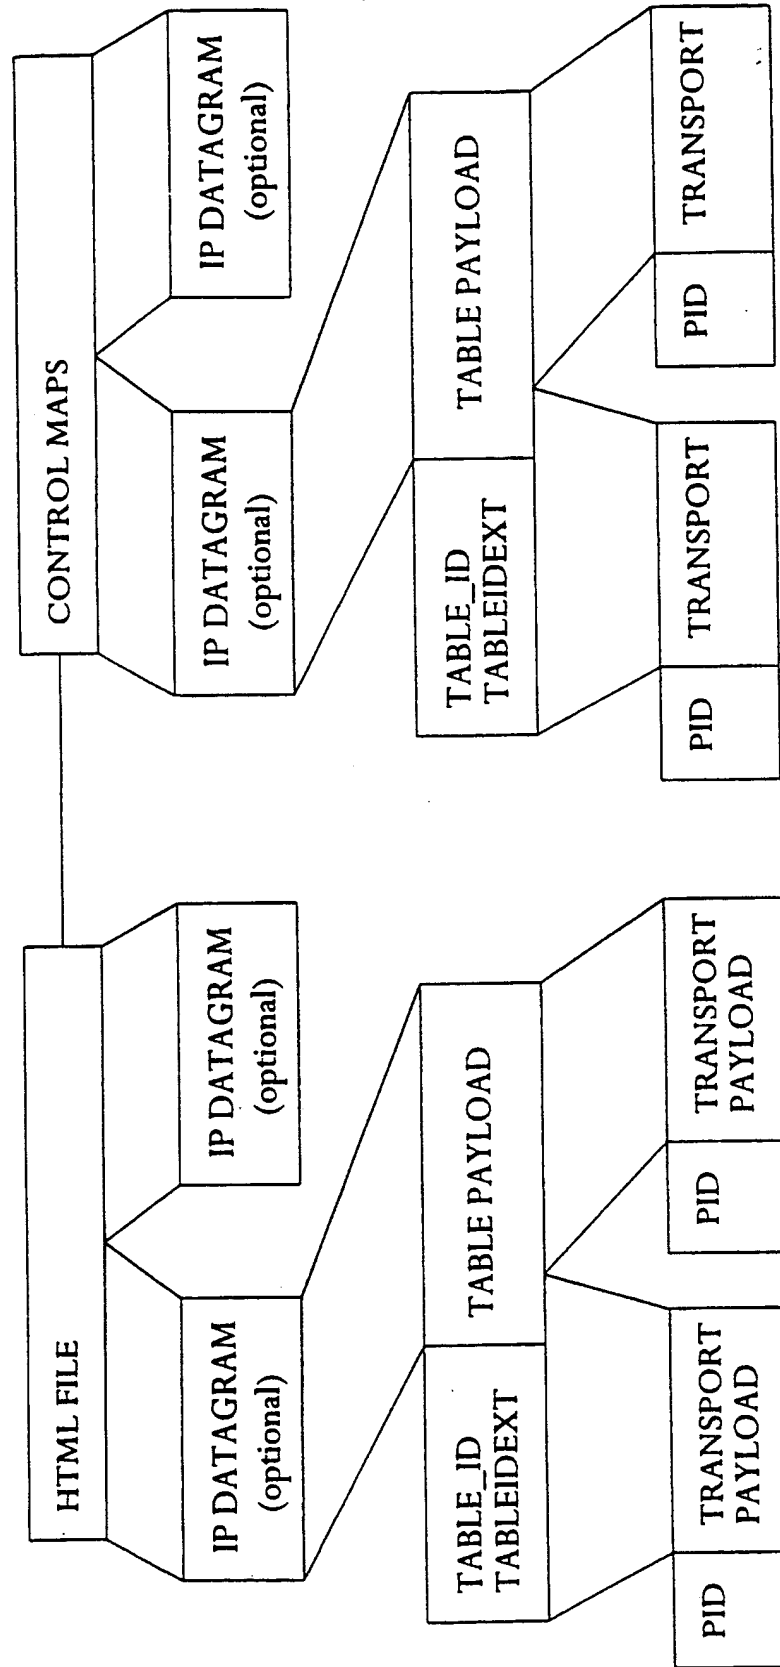 HTML FILE
CONTROL MAPS
IP DATAGRAM
(optional)
IP DATAGRAM
(optional)
IP DATAGRAM
(optional)
IP DATAGRAM
(optional)
TABLE_ID
TABLEIDEXT
TABLE PAYLOAD
TABLE_ID
TABLEIDEXT
TABLE PAYLOAD
PID
TRANSPORT
PAYLOAD
PID
TRANSPORT
PAYLOAD
PID
TRANSPORT
PID
TRANSPORT